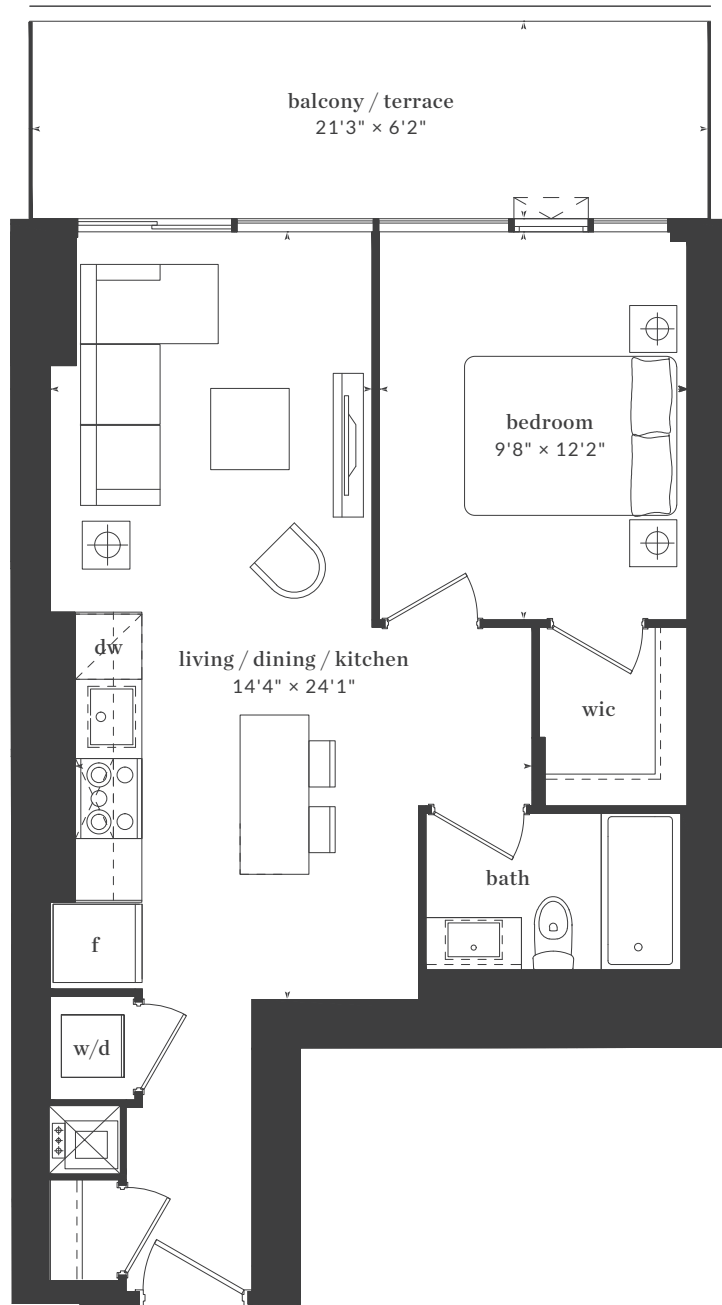 balcony / terrace
21'3" × 6'2"
bedroom
9'8" × 12'2"
dw
living / dining / kitchen
14'4" × 24'1"
wic
bath
f
w/d